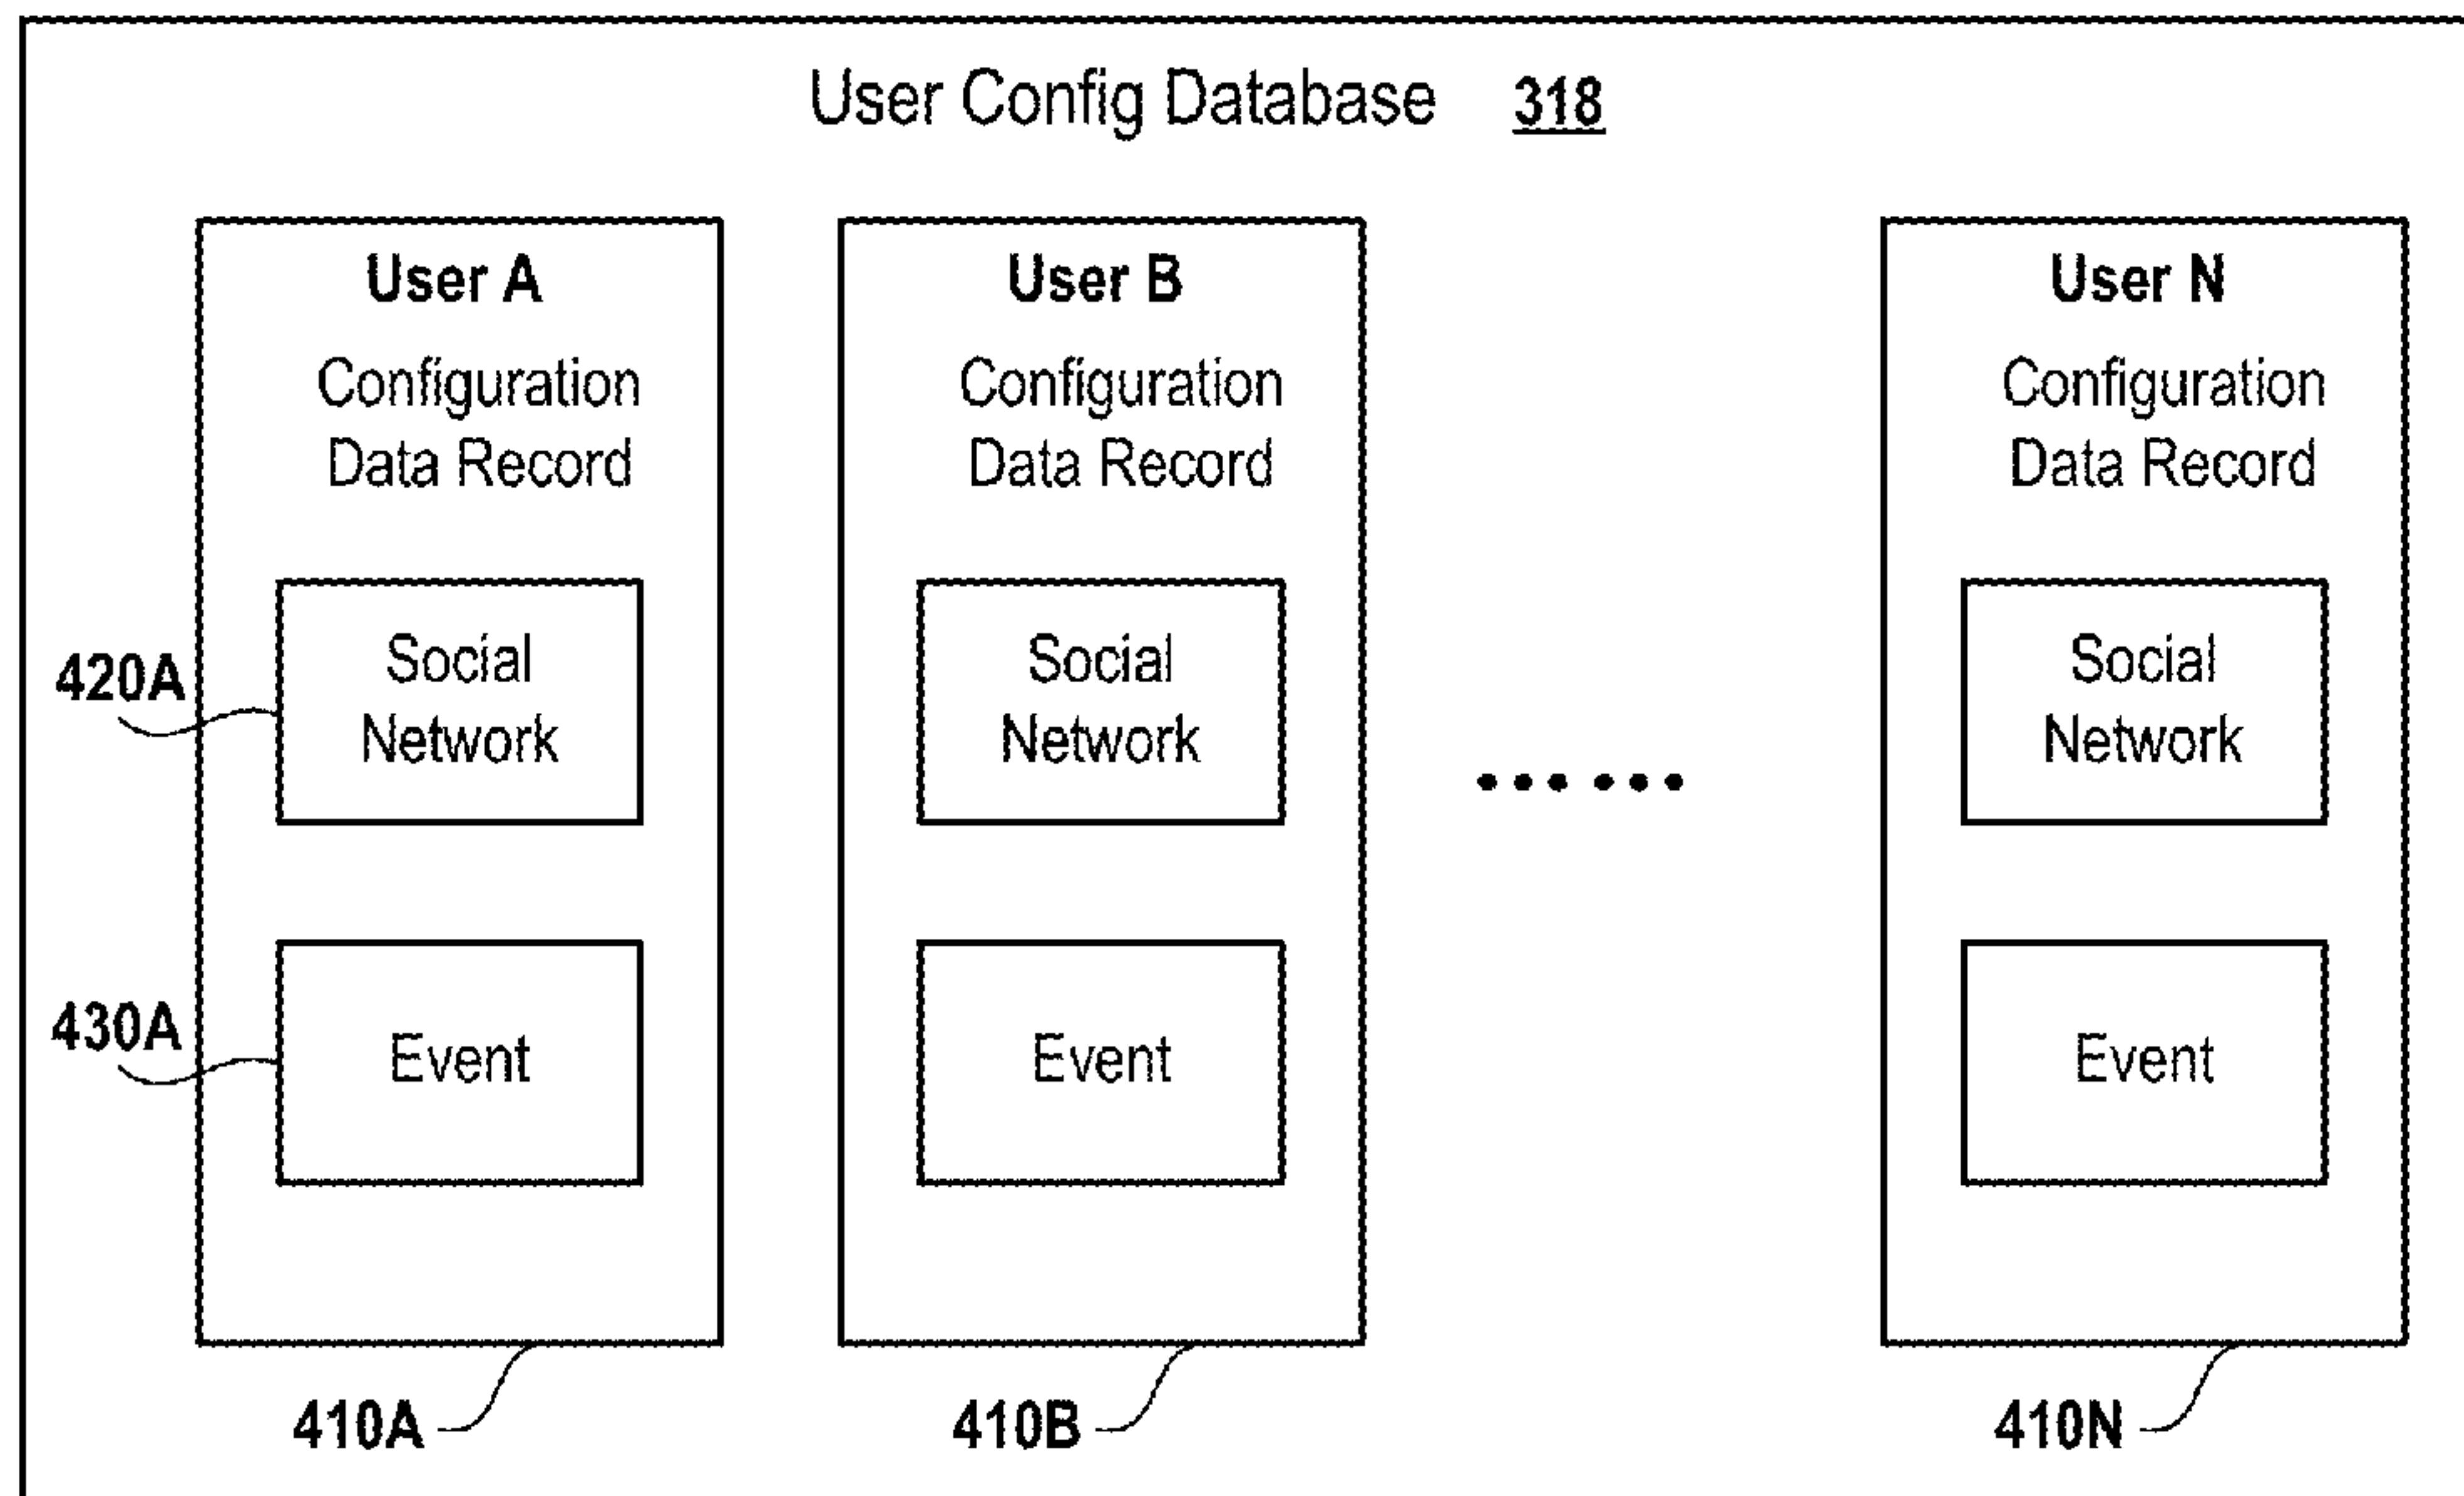 User Config Database 318
User A
Configuration
Data Record
Social
Network
Event
420A
430A
410A
User B
Configuration
Data Record
Social
Network
Event
410B
......
User N
Configuration
Data Record
Social
Network
Event
410N